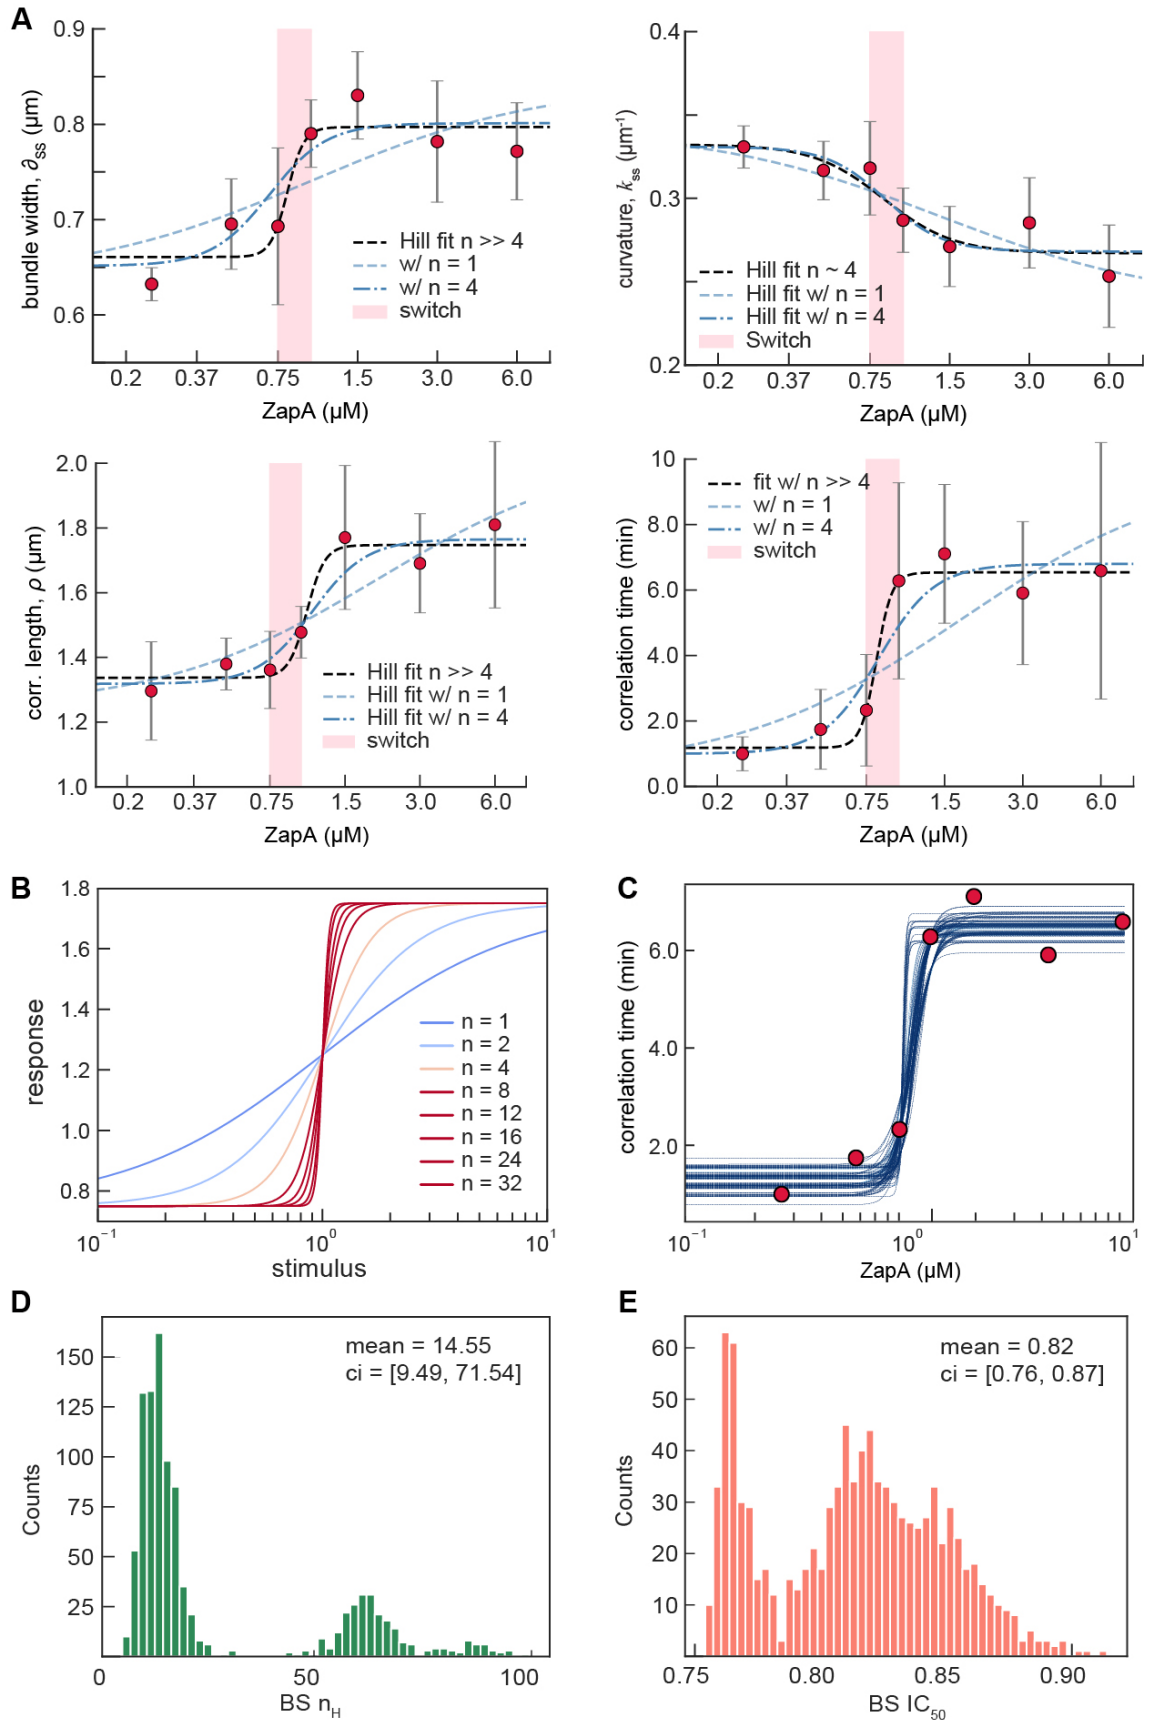 A
0.9
0.8
0.7
0.6
bundle width, ∂ss (μm)
Hill fit n >> 4
w/ n = 1
w/ n = 4
switch
0.2 0.37 0.75 1.5 3.0 6.0
ZapA (μM)
0.4
0.3
0.2
curvature, kss (μm-1)
Hill fit n ~ 4
Hill fit w/ n = 1
Hill fit w/ n = 4
Switch
0.2 0.37 0.75 1.5 3.0 6.0
ZapA (μM)
2.0
1.8
1.6
1.4
1.2
1.0
corr. length, ρ (μm)
Hill fit n >> 4
Hill fit w/ n = 1
Hill fit w/ n = 4
switch
0.2 0.37 0.75 1.5 3.0 6.0
ZapA (μM)
10
8.0
6.0
4.0
2.0
0.0
correlation time (min)
fit w/ n >> 4
w/ n = 1
w/ n = 4
switch
0.2 0.37 0.75 1.5 3.0 6.0
ZapA (μM)
B
1.8
1.6
1.4
1.2
1.0
0.8
response
n = 1
n = 2
n = 4
n = 8
n = 12
n = 16
n = 24
n = 32
10-1 100 101
stimulus
C
6.0
4.0
2.0
correlation time (min)
10-1 100 101
ZapA (μM)
D
mean = 14.55
ci = [9.49, 71.54]
150
125
100
75
50
25
Counts
0 50 100
BS nH
E
mean = 0.82
ci = [0.76, 0.87]
60
50
40
30
20
10
Counts
0.75 0.80 0.85 0.90
BS IC50